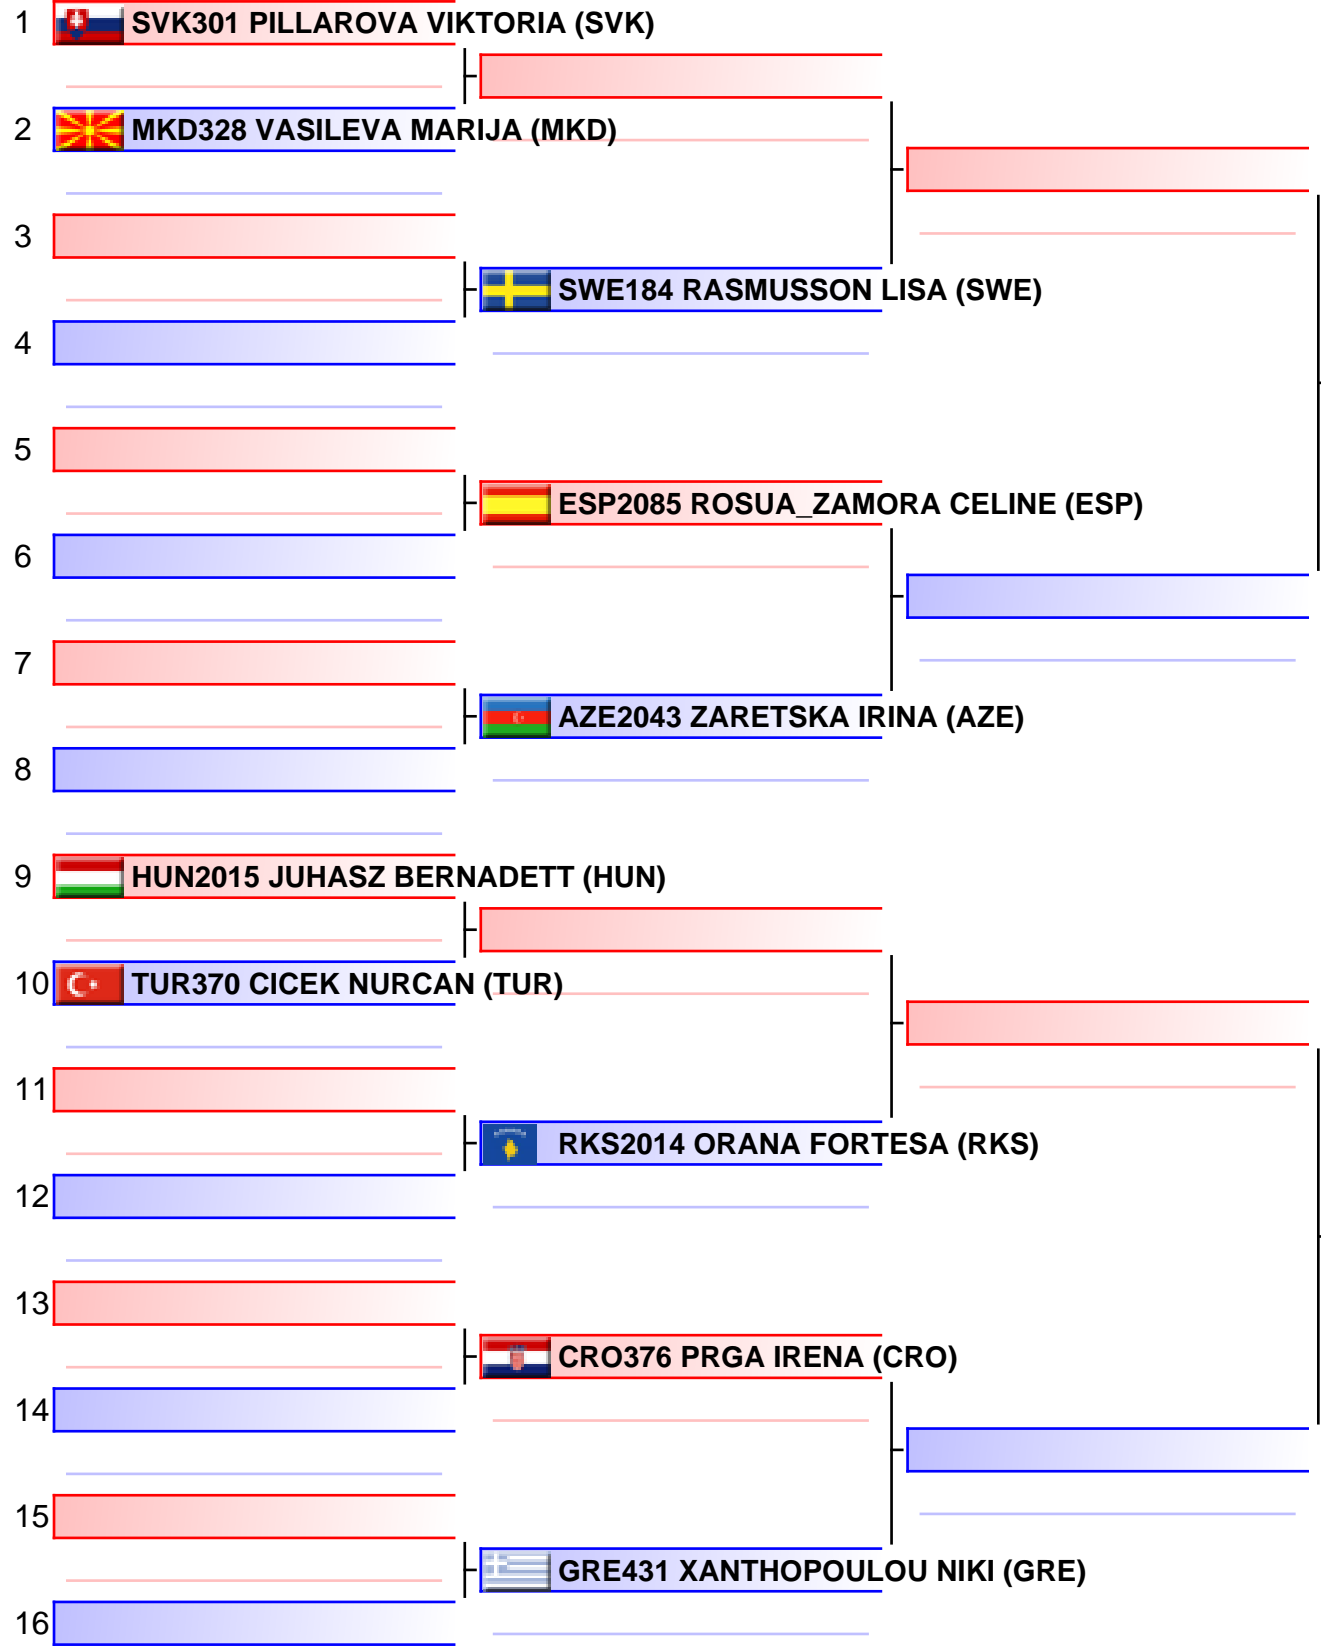 1 SVK301 PILLAROVA VIKTORIA (SVK)
2 MKD328 VASILEVA MARIJA (MKD)
3
SWE184 RASMUSSON LISA (SWE)
4
5
ESP2085 ROSUA_ZAMORA CELINE (ESP)
6
7
AZE2043 ZARETSKA IRINA (AZE)
8
9 HUN2015 JUHASZ BERNADETT (HUN)
10 TUR370 CICEK NURCAN (TUR)
11
RKS2014 ORANA FORTESA (RKS)
12
13
CRO376 PRGA IRENA (CRO)
14
15
GRE431 XANTHOPOULOU NIKI (GRE)
16